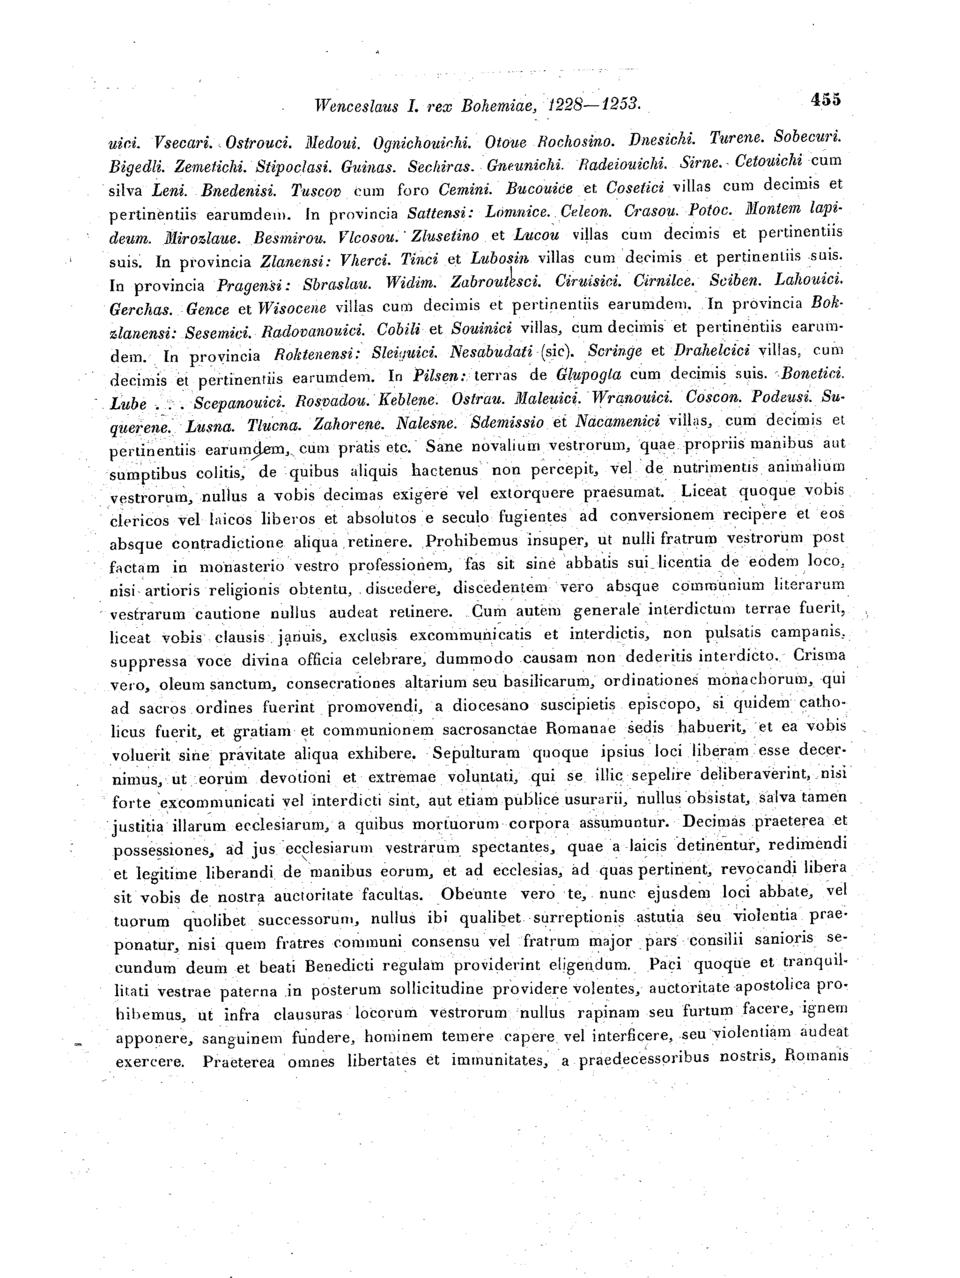 Wenceslaus I. rex Bohemiae, 1228—1253. 455
uici. Vsecari. Ostrouci. Medoui. Ognichouichi. Otoue Rochosino. Dnesichi. Turene. Sobecuri.
Bigedli. Zemetichi. Stipoclasi. Guinas. Sechiras. Gneunichi. Radeiouichi. Sirne. Cetouichi cum
silva Leni. Bnedenisi. Tuscov cum foro Cemini. Bucouice et Cosetici villas cum decimis et
pertinentiis earumdem. In provincia Sattensi: Lomnice. Celeon. Crasou. Potoc. Montem lapi-
deum. Mirozlaue. Besmirou. Vlcosou. Zlusetino et Lucou villas cum decimis et pertinentiis
suis. In provincia Zlanensi: Vherci. Tinci et Lubosin villas cum decimis et pertinentiis suis.
In provincia Pragensi: Sbraslau. Widim. Zabroutesci. Ciruisici. Cirnilce. Sciben. Lahouici.
Gerchas. Gence et Wisocene villas cum decimis et pertinentiis earumdem. In provincia Bok-
zlanensi: Sesemici. Radovanouici. Cobili et Souinici villas, cum decimis et pertinentiis earum-
dem. In provincia Roktenensi: Sleiguici. Nesabudati (sic). Scringe et Drahelcici villas, cum
decimis et pertinentiis earumdem. In Pilsen: terras de Glupogla cum decimis suis. Bonetici.
Lube . . . Scepanouici. Rosvadou. Keblene. Ostrau. Maleuici. Wranouici. Coscon. Podeusi. Su-
querene. Lusna. Tlucna. Zahorene. Nalesne. Sdemissio et Nacamenici villas, cum decimis et
pertinentiis earumdem, cum pratis etc. Sane novalium vestrorum, quae propriis manibus aut
sumptibus colitis, de quibus aliquis hactenus non percepit, vel de nutrimentis animalium
vestrorum, nullus a vobis decimas exigere vel extorquere praesumat. Liceat quoque vobis
clericos vel laicos liberos et absolutos e seculo fugientes ad conversionem recipere et eos
absque contradictione aliqua retinere. Prohibemus insuper, ut nulli fratrum vestrorum post
factam in monasterio vestro professionem, fas sit sine abbatis sui licentia de eodem loco,
nisi artioris religionis obtentu, discedere, discedentem vero absque communium literarum
vestrarum cautione nullus audeat retinere. Cum autem generale interdictum terrae fuerit,
liceat vobis clausis januis, exclusis excommunicatis et interdictis, non pulsatis campanis,
suppressa voce divina officia celebrare, dummodo causam non dederitis interdicto. Crisma
vero, oleum sanctum, consecrationes altarium seu basilicarum, ordinationes monachorum, qui
ad sacros ordines fuerint promovendi, a diocesano suscipietis episcopo, si quidem catho-
licus fuerit, et gratiam et communionem sacrosanctae Romanae sedis habuerit, et ea vobis
voluerit sine pravitate aliqua exhibere. Sepulturam quoque ipsius loci liberam esse decer-
nimus, ut eorum devotioni et extremae voluntati, qui se illic sepelire deliberaverint, nisi
forte excommunicati vel interdicti sint, aut etiam publice usurarii, nullus obsistat, salva tamen
justitia illarum ecclesiarum, a quibus mortuorum corpora assumuntur. Decimas praeterea et
possessiones, ad jus ecclesiarum vestrarum spectantes, quae a laicis detinentur, redimendi
et legitime liberandi de manibus eorum, et ad ecclesias, ad quas pertinent, revocandi libera
sit vobis de nostra auctoritate facultas. Obeunte vero te, nunc ejusdem loci abbate, vel
tuorum quolibet successorum, nullus ibi qualibet surreptionis astutia seu violentia prae-
ponatur, nisi quem fratres communi consensu vel fratrum major pars consilii sanioris se-
cundum deum et beati Benedicti regulam providerint eligendum. Paci quoque et tranquil-
litati vestrae paterna in posterum sollicitudine providere volentes, auctoritate apostolica pro-
hibemus, ut infra clausuras locorum vestrorum nullus rapinam seu furtum facere, ignem
apponere, sanguinem fundere, hominem temere capere vel interficere, seu violentiam audeat
exercere. Praeterea omnes libertates et immunitates, a praedecessoribus nostris, Romanis